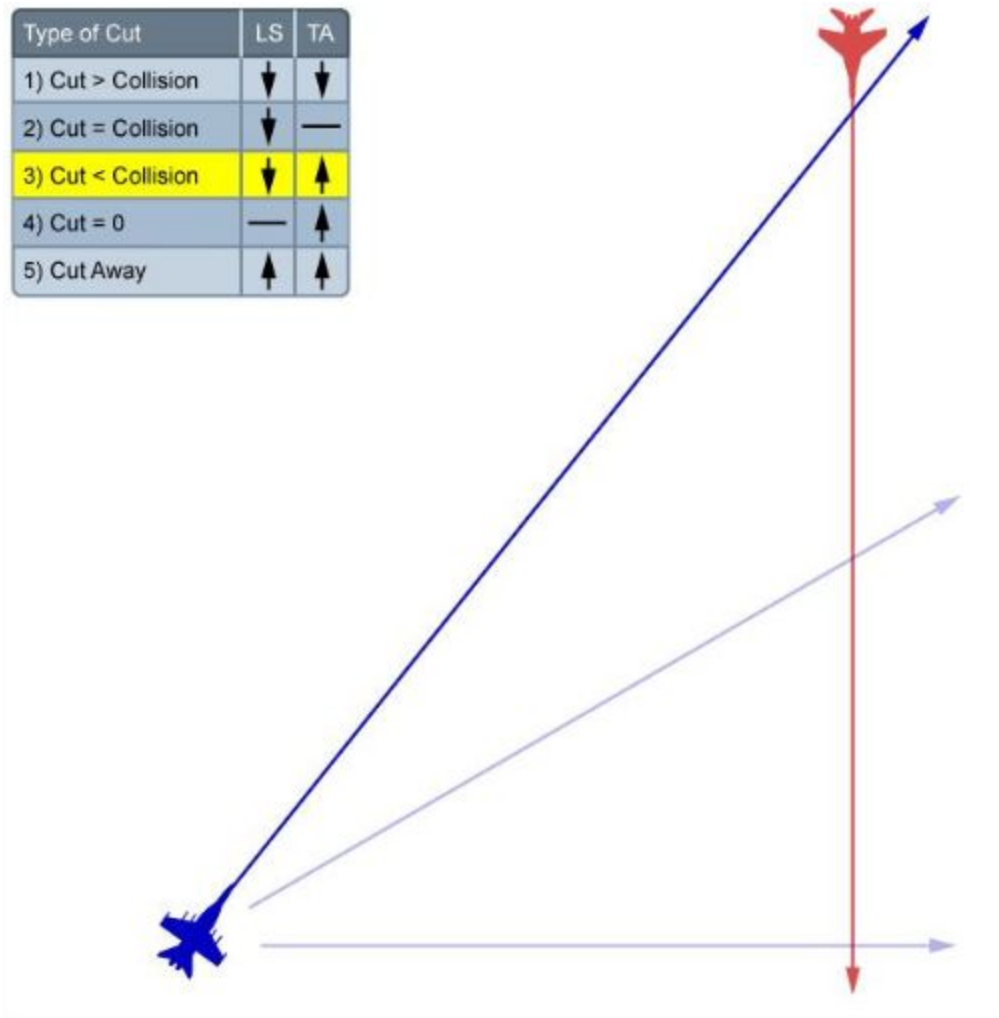 Type of Cut LS TA
1) Cut > Collision
2) Cut = Collision
3) Cut < Collision
4) Cut = 0
5) Cut Away